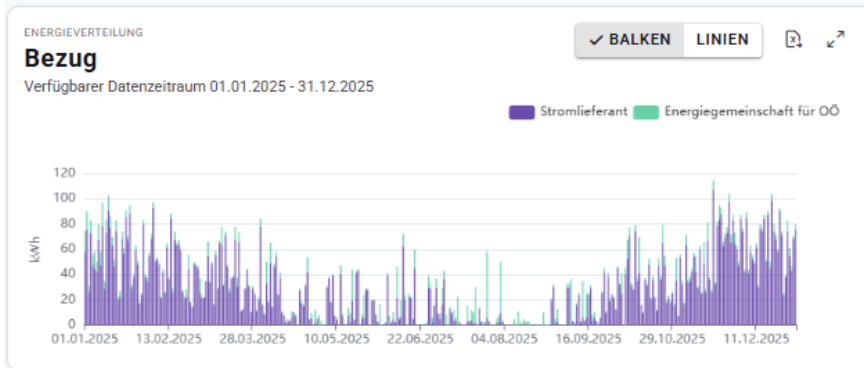 ENERGIEVERTEILUNG
Bezug
Verfügbarer Datenzeitraum 01.01.2025 - 31.12.2025
BALKEN LINIEN
Stromlieferant Energiegemeinschaft für OÖ
120
100
80
60
40
20
0
kWh
01.01.2025 13.02.2025 28.03.2025 10.05.2025 22.06.2025 04.08.2025 16.09.2025 29.10.2025 11.12.2025